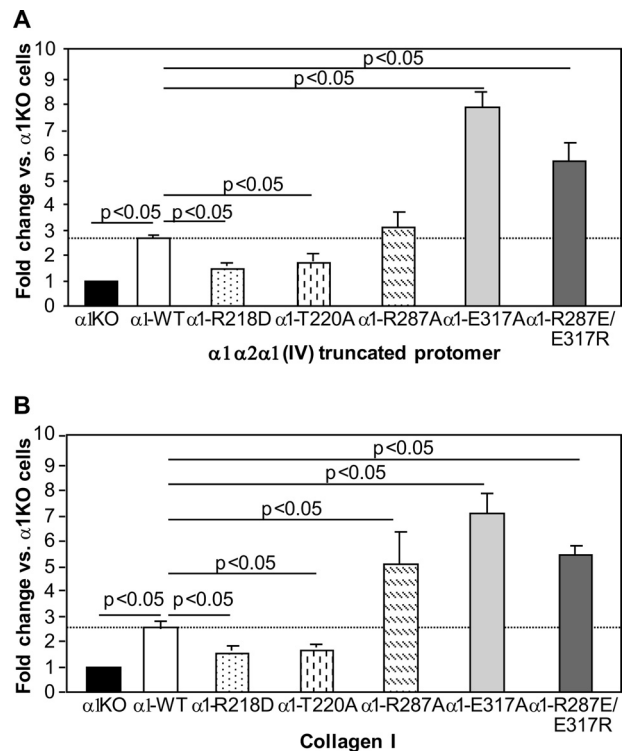 A
Fold change vs. α1KO cells
10
9
8
7
6
5
4
3
2
1
0
p<0.05
p<0.05
p<0.05
p<0.05 p<0.05
α1KO α1-WT α1-R218D α1-T220A α1-R287A α1-E317A α1-R287E/
E317R
α1α2α1(IV) truncated protomer
B
Fold change vs. α1KO cells
10
9
8
7
6
5
4
3
2
1
0
p<0.05
p<0.05
p<0.05
p<0.05
p<0.05 p<0.05
α1KO α1-WT α1-R218D α1-T220A α1-R287A α1-E317A α1-R287E/
E317R
Collagen I